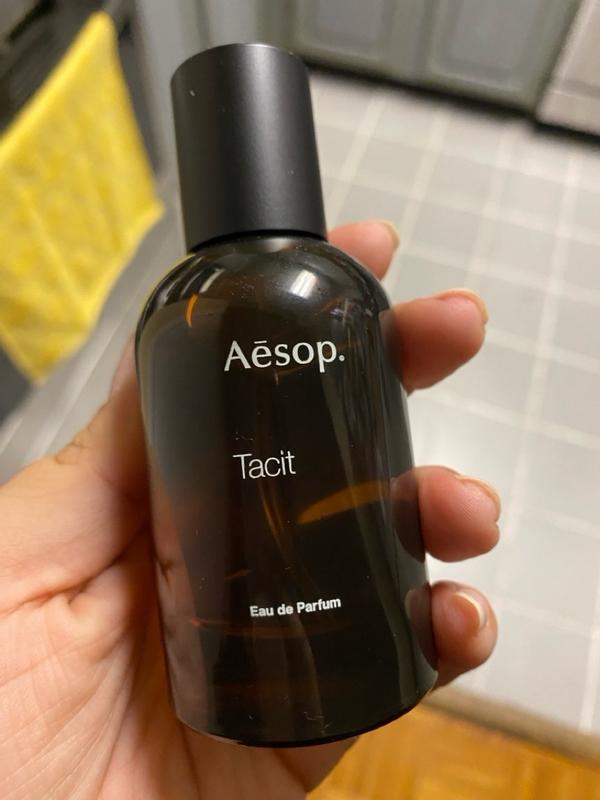 Aēsop.
Tacit
Eau de Parfum